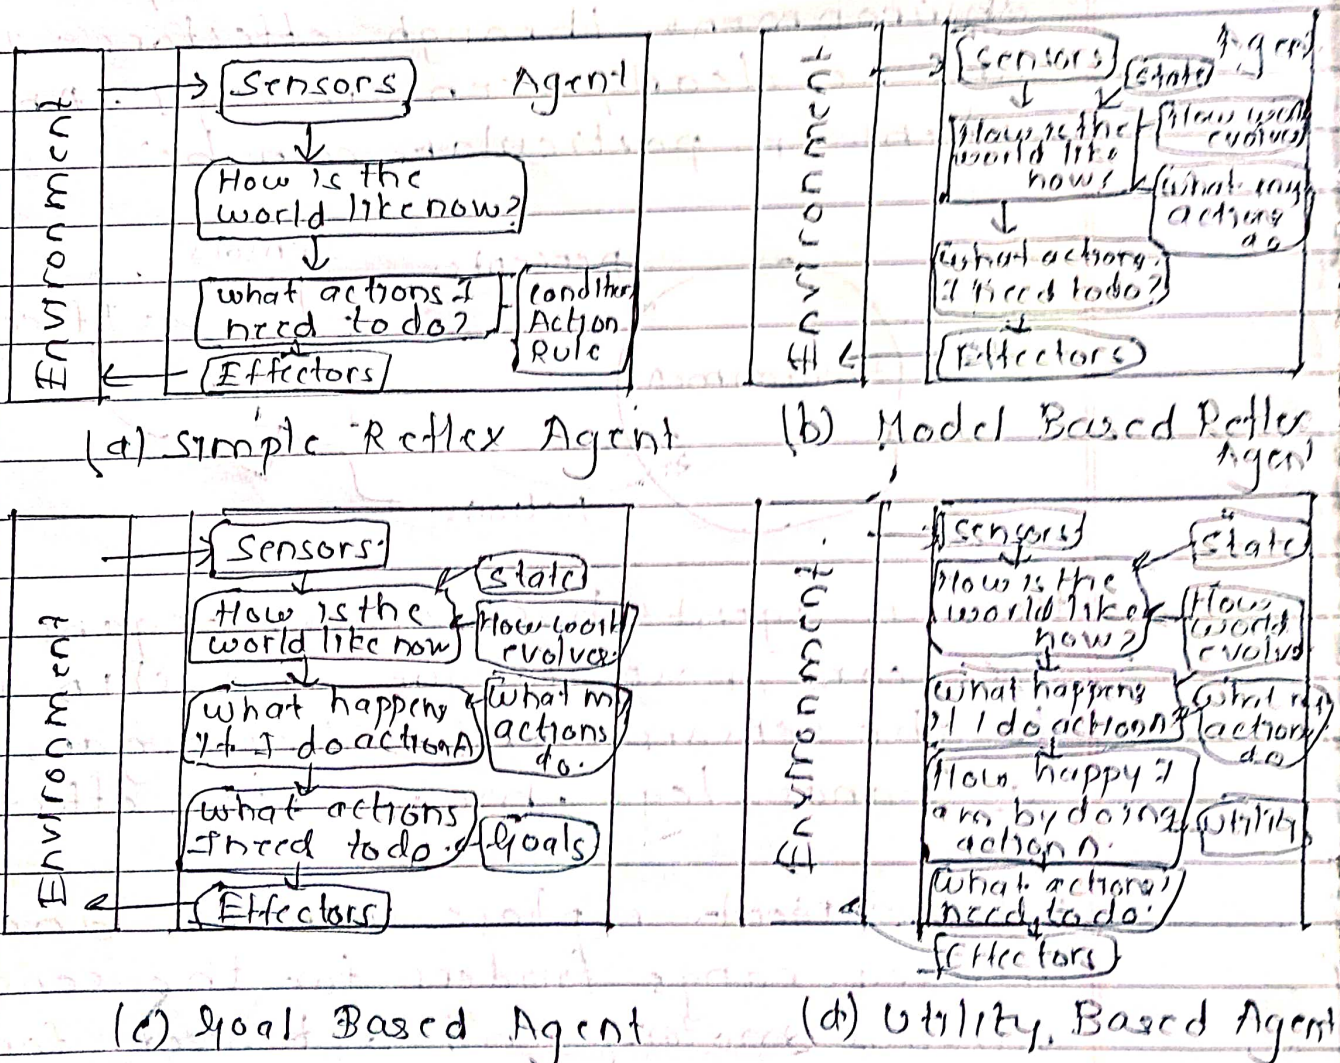 Environment
Sensors
Agent
How is the
world like now?
what actions I
need to do?
Condition
Action
Rule
Effectors
(a) Simple Reflex Agent
Environment
Sensors
State
Agent
How is the
world like
now?
How world
evolves
What my
actions
do
What actions
I need to do?
Effectors
(b) Model Based Reflex
Agent
Environment
Sensors
State
How is the
world like now
How world
evolves
What happens
if I do action A
What my
actions
do.
what actions
I need to do.
Goals
Effectors
(c) Goal Based Agent
Environment
Sensors
State
How is the
world like
now?
How
world
evolves
What happens
if I do action A?
What my
action
do
How happy I
am by doing
action A.
Utility
What actions I
need to do.
Effectors
(d) Utility Based Agent